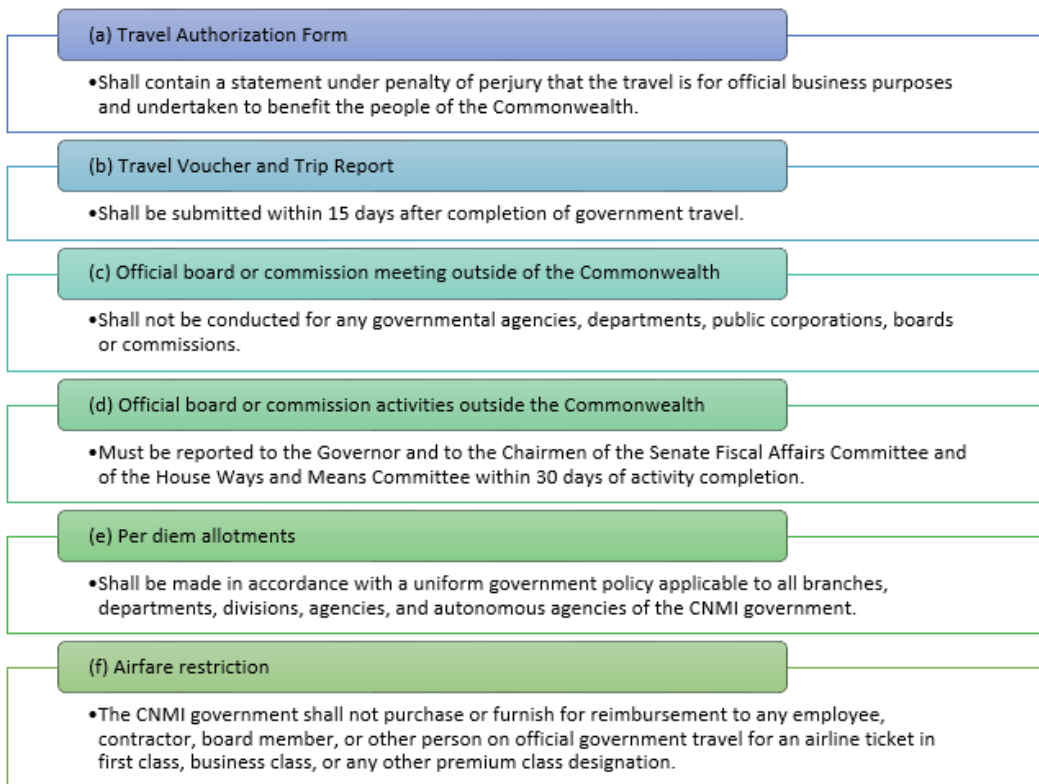 (a) Travel Authorization Form
•Shall contain a statement under penalty of perjury that the travel is for official business purposes
and undertaken to benefit the people of the Commonwealth.
(b) Travel Voucher and Trip Report
•Shall be submitted within 15 days after completion of government travel.
(c) Official board or commission meeting outside of the Commonwealth
•Shall not be conducted for any governmental agencies, departments, public corporations, boards
or commissions.
(d) Official board or commission activities outside the Commonwealth
•Must be reported to the Governor and to the Chairmen of the Senate Fiscal Affairs Committee and
of the House Ways and Means Committee within 30 days of activity completion.
(e) Per diem allotments
•Shall be made in accordance with a uniform government policy applicable to all branches,
departments, divisions, agencies, and autonomous agencies of the CNMI government.
(f) Airfare restriction
•The CNMI government shall not purchase or furnish for reimbursement to any employee,
contractor, board member, or other person on official government travel for an airline ticket in
first class, business class, or any other premium class designation.